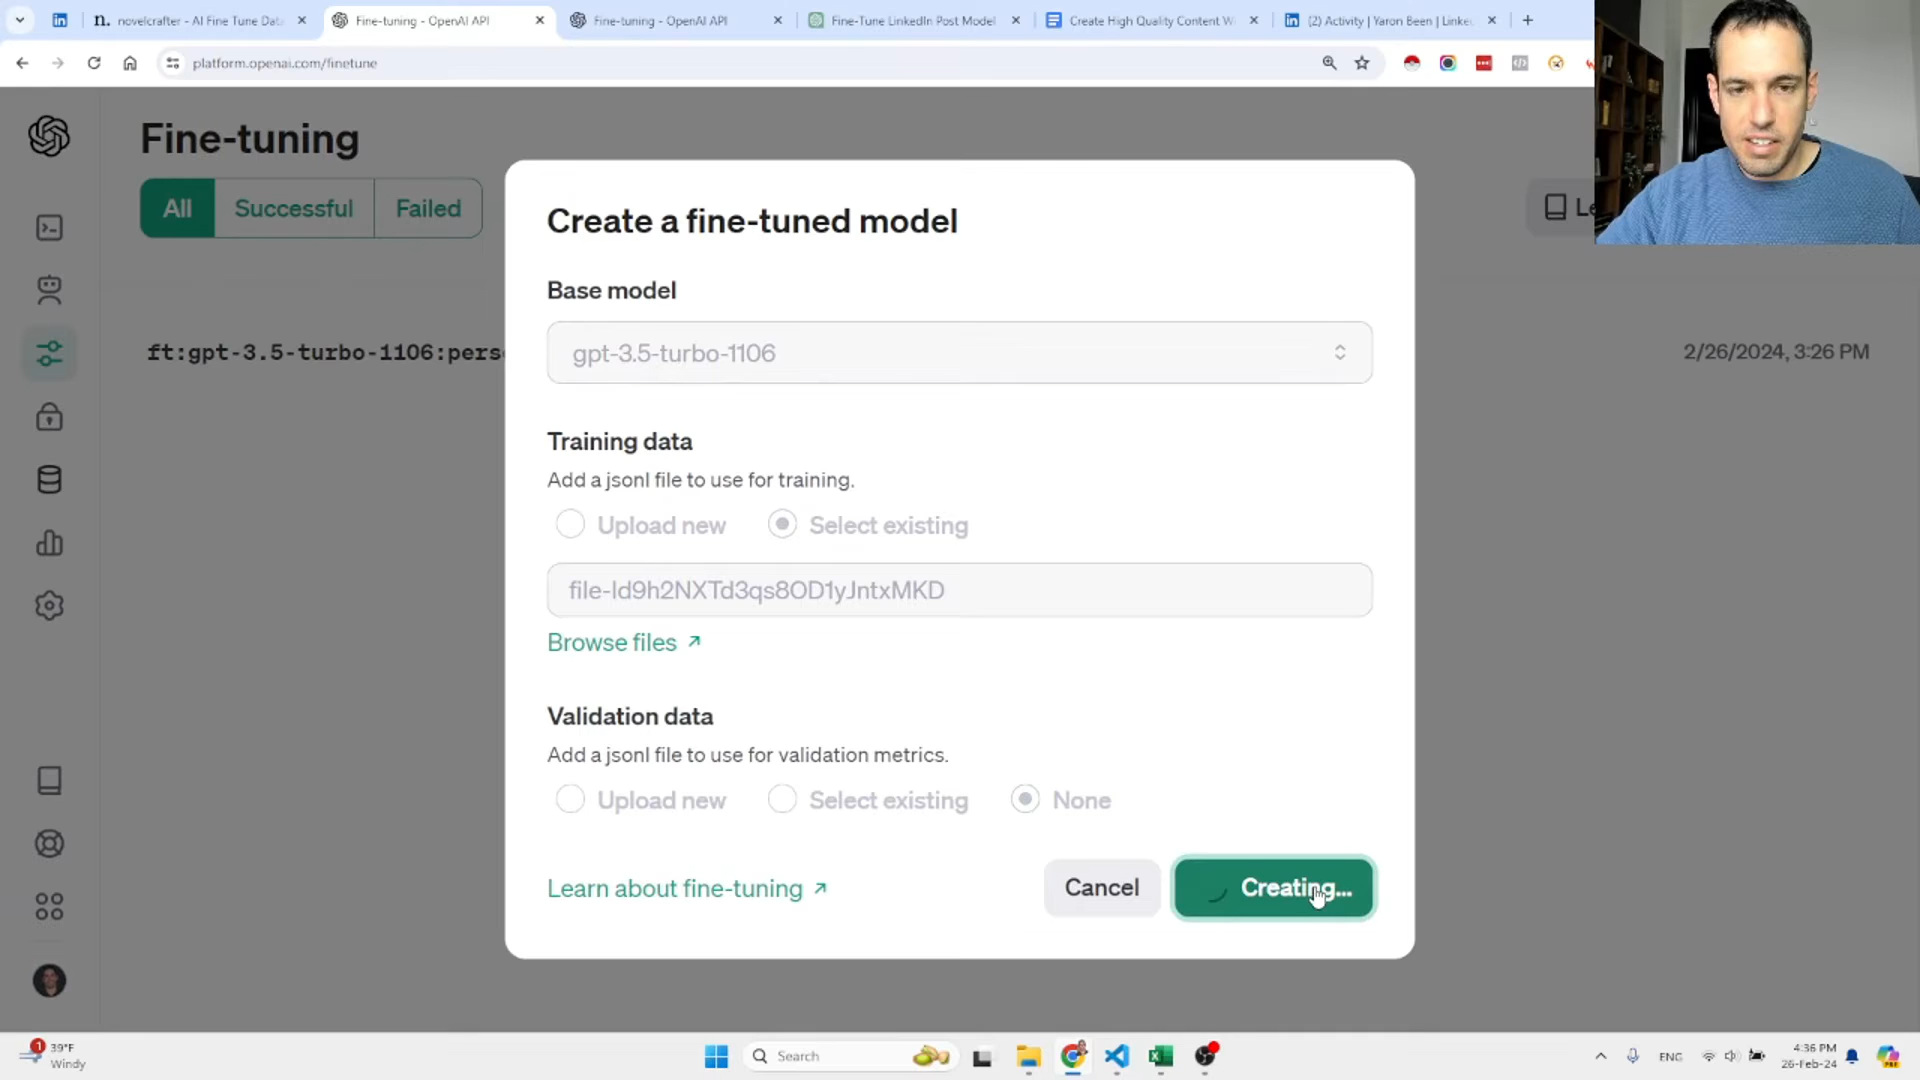 novelcrafter - AI Fine Tune Data
Fine-tuning - OpenAI API
Fine-tuning - OpenAI API
Fine-Tune LinkedIn Post Model
Create High Quality Content W
(2) Activity | Yaron Been | Linke
platform.openai.com/finetune
Fine-tuning
All
Successful
Failed
Le
ft:gpt-3.5-turbo-1106:perso
2/26/2024, 3:26 PM
Create a fine-tuned model
Base model
gpt-3.5-turbo-1106
Training data
Add a jsonl file to use for training.
Upload new
Select existing
file-Id9h2NXTd3qs8OD1yJntxMKD
Browse files
Validation data
Add a jsonl file to use for validation metrics.
Upload new
Select existing
None
Learn about fine-tuning
Cancel
Creating...
1
39°F
Windy
Search
ENG
4:36 PM
26-Feb-24